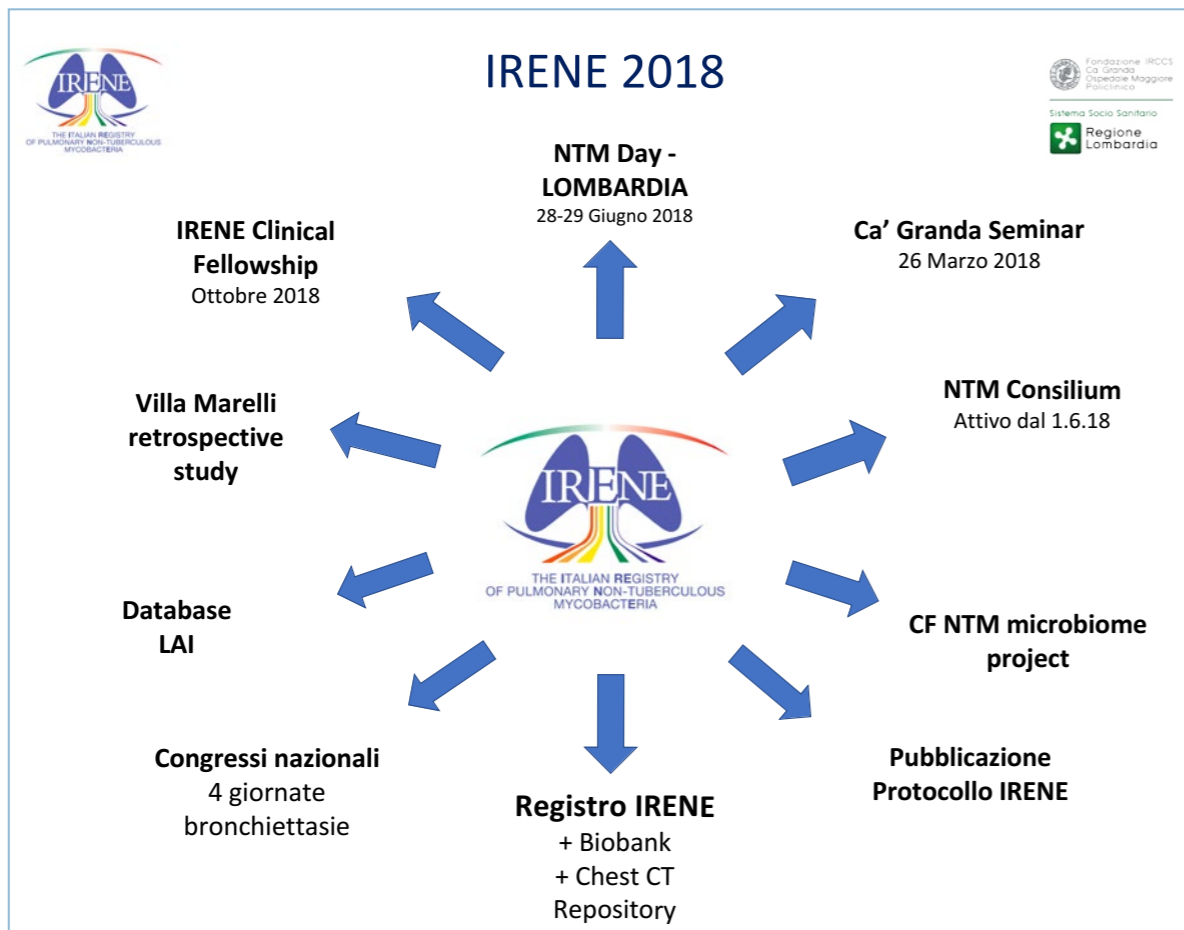 IRENE
THE ITALIAN REGISTRY
OF PULMONARY NON-TUBERCULOUS
MYCOBACTERIA
IRENE 2018
Fondazione IRCCS
Ca' Granda
Ospedale Maggiore
Policlinico
Sistema Socio Sanitario
Regione
Lombardia
NTM Day -
LOMBARDIA
28-29 Giugno 2018
IRENE Clinical
Fellowship
Ottobre 2018
Ca' Granda Seminar
26 Marzo 2018
Villa Marelli
retrospective
study
NTM Consilium
Attivo dal 1.6.18
IRENE
THE ITALIAN REGISTRY
OF PULMONARY NON-TUBERCULOUS
MYCOBACTERIA
Database
LAI
CF NTM microbiome
project
Congressi nazionali
4 giornate
bronchiettasie
Registro IRENE
+ Biobank
+ Chest CT
Repository
Pubblicazione
Protocollo IRENE